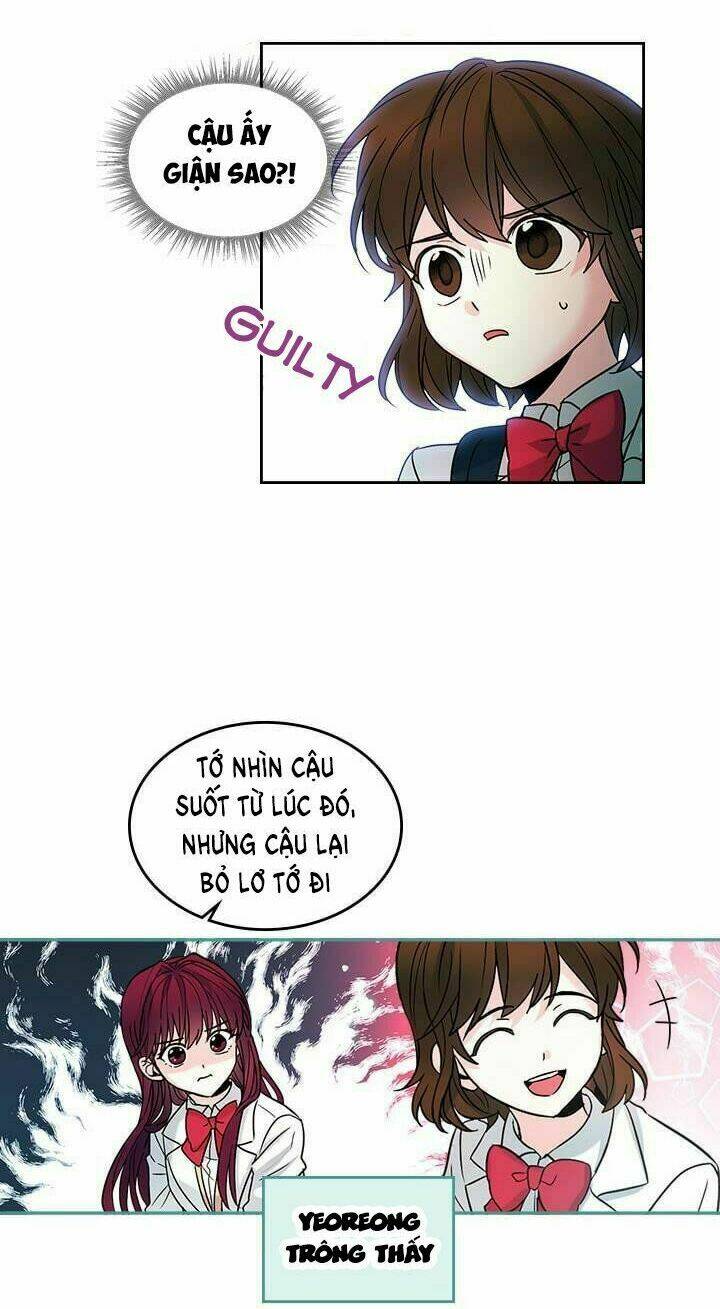 CẬU ẤY
GIẬN SAO?!
GUILTY
TỚ NHÌN CẬU
SUỐT TỪ LÚC ĐÓ,
NHƯNG CẬU LẠI
BỎ LƠ TỚ ĐI
YEOREONG
TRÔNG THẤY